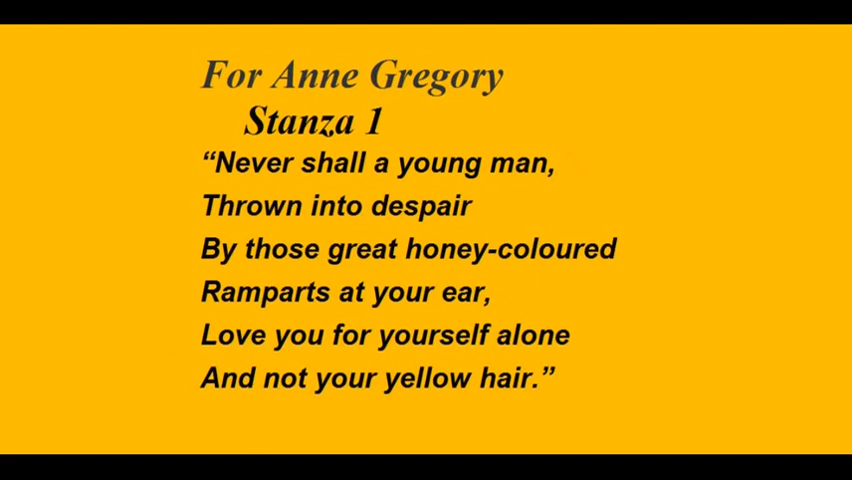 For Anne Gregory
Stanza 1
“Never shall a young man,
Thrown into despair
By those great honey-coloured
Ramparts at your ear,
Love you for yourself alone
And not your yellow hair.”